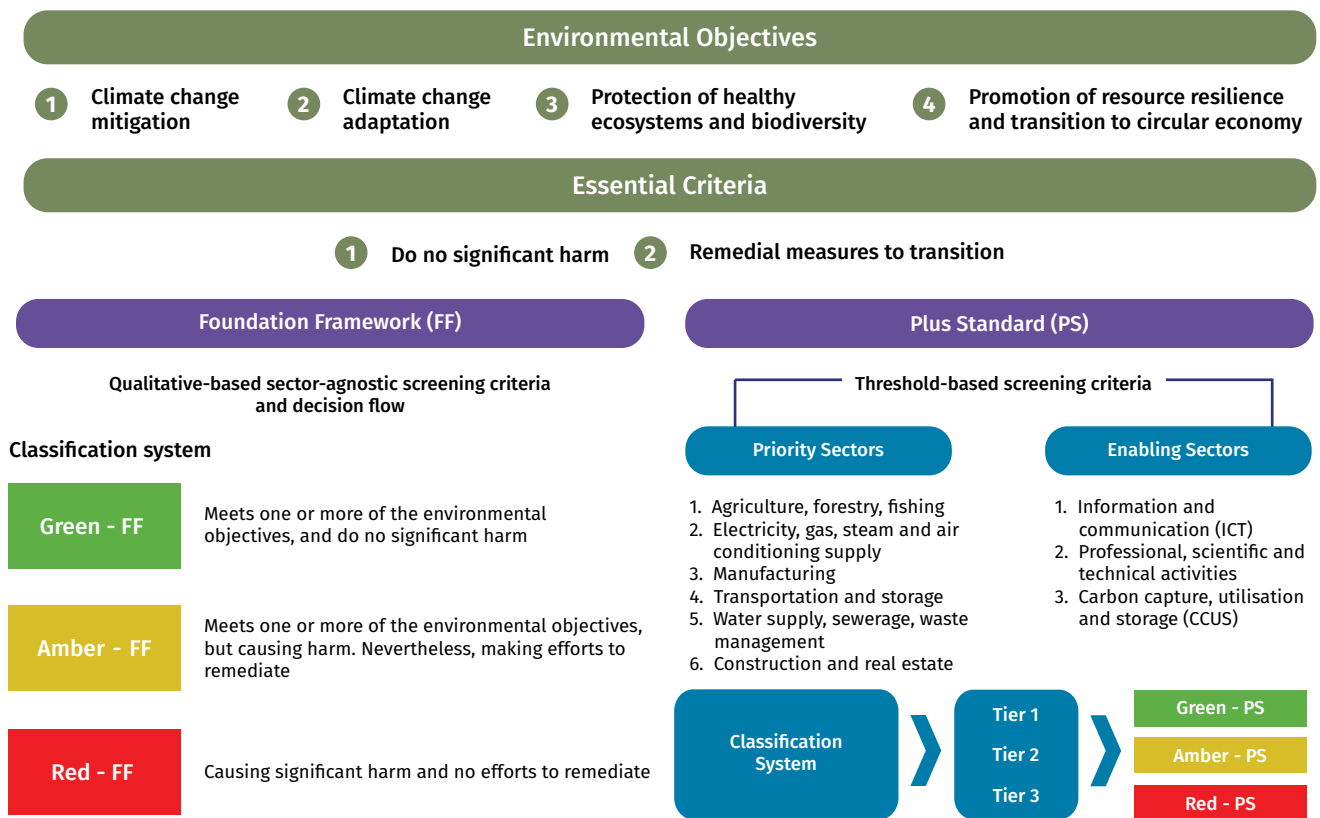 Environmental Objectives
1 Climate change
mitigation
2 Climate change
adaptation
3 Protection of healthy
ecosystems and biodiversity
4 Promotion of resource resilience
and transition to circular economy
Essential Criteria
1 Do no significant harm
2 Remedial measures to transition
Foundation Framework (FF)
Qualitative-based sector-agnostic screening criteria
and decision flow
Classification system
Green - FF
Meets one or more of the environmental
objectives, and do no significant harm
Amber - FF
Meets one or more of the environmental objectives,
but causing harm. Nevertheless, making efforts to
remediate
Red - FF
Causing significant harm and no efforts to remediate
Plus Standard (PS)
Threshold-based screening criteria
Priority Sectors
1. Agriculture, forestry, fishing
2. Electricity, gas, steam and air
conditioning supply
3. Manufacturing
4. Transportation and storage
5. Water supply, sewerage, waste
management
6. Construction and real estate
Enabling Sectors
1. Information and
communication (ICT)
2. Professional, scientific and
technical activities
3. Carbon capture, utilisation
and storage (CCUS)
Classification
System
Tier 1
Tier 2
Tier 3
Green - PS
Amber - PS
Red - PS